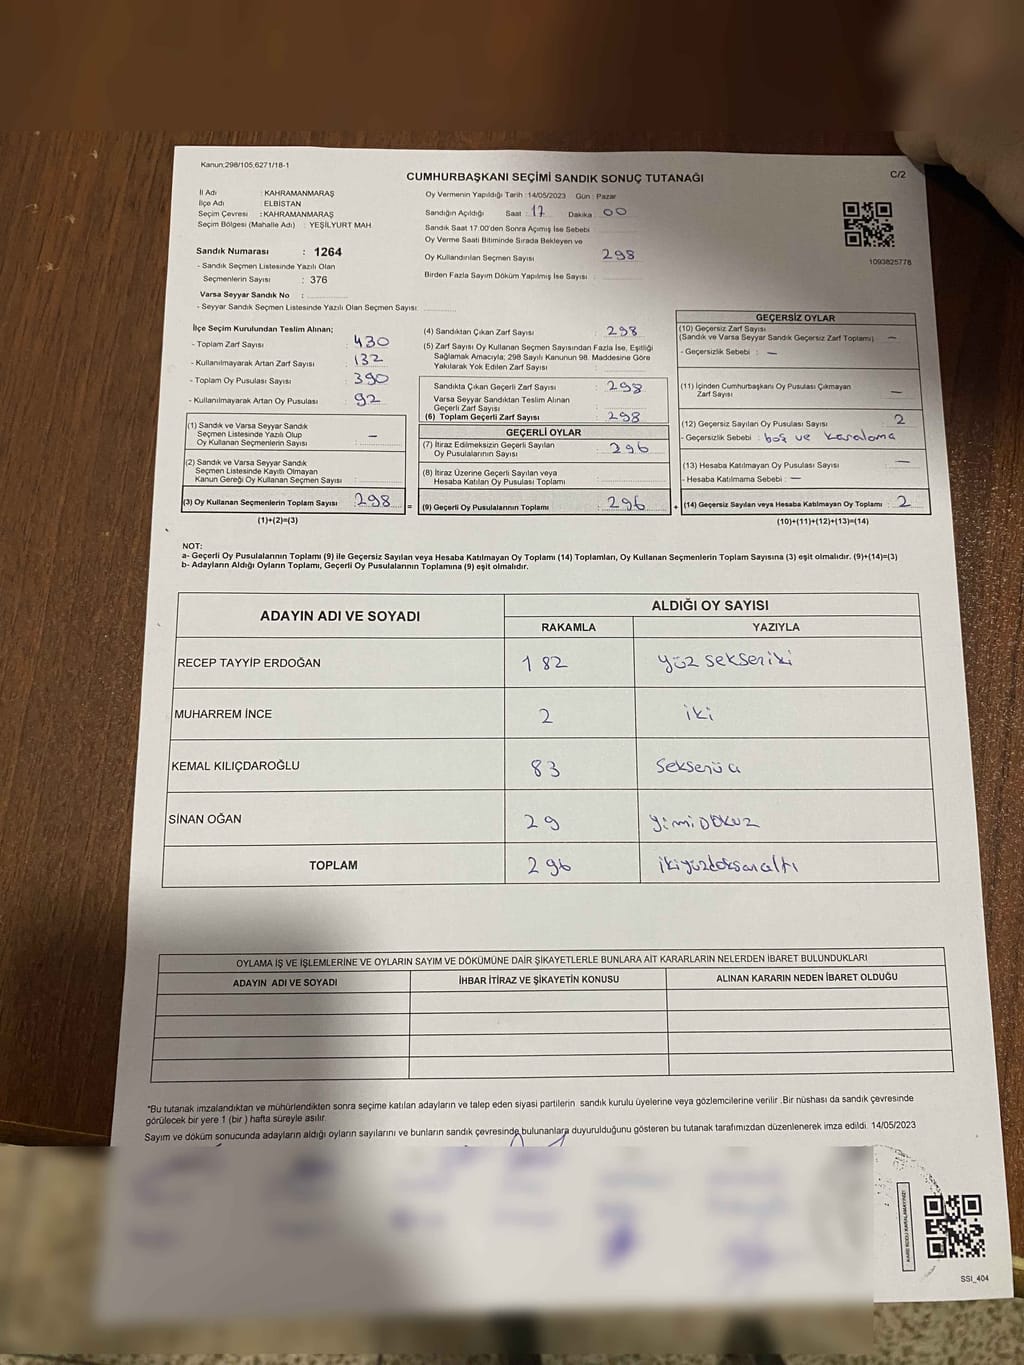 Kanun;298/105,6271/18-1
CUMHURBAŞKANI SEÇİMİ SANDIK SONUÇ TUTANAĞI
C/2
İl Adı : KAHRAMANMARAŞ
İlçe Adı : ELBİSTAN
Seçim Çevresi : KAHRAMANMARAŞ
Seçim Bölgesi (Mahalle Adı) : YEŞİLYURT MAH.
Sandık Numarası : 1264
- Sandık Seçmen Listesinde Yazılı Olan
Seçmenlerin Sayısı : 376
Varsa Seyyar Sandık No :
- Seyyar Sandık Seçmen Listesinde Yazılı Olan Seçmen Sayısı:
Oy Vermenin Yapıldığı Tarih :14/05/2023 Gün : Pazar
Sandığın Açıldığı Saat : 17 Dakika : 00
Sandık Saat 17:00'den Sonra Açımış İse Sebebi
Oy Verme Saati Bitiminde Sırada Bekleyen ve
Oy Kullandırılan Seçmen Sayısı 298
Birden Fazla Sayım Döküm Yapılmış İse Sayısı :
1093825778
İlçe Seçim Kurulundan Teslim Alınan;
- Toplam Zarf Sayısı : 430
- Kullanılmayarak Artan Zarf Sayısı : 132
- Toplam Oy Pusulası Sayısı : 390
- Kullanılmayarak Artan Oy Pusulası : 92
(1) Sandık ve Varsa Seyyar Sandık
Seçmen Listesinde Yazılı Olup
Oy Kullanan Seçmenlerin Sayısı : —
(2) Sandık ve Varsa Seyyar Sandık
Seçmen Listesinde Kayıtlı Olmayan
Kanun Gereği Oy Kullanan Seçmen Sayısı :
(3) Oy Kullanan Seçmenlerin Toplam Sayısı : 298
(1)+(2)=(3)
(4) Sandıktan Çıkan Zarf Sayısı : 298
(5) Zarf Sayısı Oy Kullanan Seçmen Sayısından Fazla İse, Eşitliği
Sağlamak Amacıyla; 298 Sayılı Kanunun 98. Maddesine Göre
Yakılarak Yok Edilen Zarf Sayısı :
Sandıkta Çıkan Geçerli Zarf Sayısı : 298
Varsa Seyyar Sandıktan Teslim Alınan
Geçerli Zarf Sayısı :
(6) Toplam Geçerli Zarf Sayısı : 298
GEÇERLİ OYLAR
(7) İtiraz Edilmeksizin Geçerli Sayılan
Oy Pusulalarının Sayısı : 296
(8) İtiraz Üzerine Geçerli Sayılan veya
Hesaba Katılan Oy Pusulası Toplamı :
= (9) Geçerli Oy Pusulalarının Toplamı : 296
GEÇERSİZ OYLAR
(10) Geçersiz Zarf Sayısı
(Sandık ve Varsa Seyyar Sandık Geçersiz Zarf Toplamı) —
- Geçersizlik Sebebi : —
(11) İçinden Cumhurbaşkanı Oy Pusulası Çıkmayan
Zarf Sayısı —
(12) Geçersiz Sayılan Oy Pusulası Sayısı : 2
- Geçersizlik Sebebi : boş ve karalama
(13) Hesaba Katılmayan Oy Pusulası Sayısı : —
- Hesaba Katılmama Sebebi : —
+ (14) Geçersiz Sayılan veya Hesaba Katılmayan Oy Toplamı : 2
(10)+(11)+(12)+(13)=(14)
NOT:
a- Geçerli Oy Pusulalarının Toplamı (9) ile Geçersiz Sayılan veya Hesaba Katılmayan Oy Toplamı (14) Toplamları, Oy Kullanan Seçmenlerin Toplam Sayısına (3) eşit olmalıdır. (9)+(14)=(3)
b- Adayların Aldığı Oyların Toplamı, Geçerli Oy Pusulalarının Toplamına (9) eşit olmalıdır.
ADAYIN ADI VE SOYADI
ALDIĞI OY SAYISI
RAKAMLA YAZIYLA
RECEP TAYYİP ERDOĞAN 182 yüz sekseniki
MUHARREM İNCE 2 iki
KEMAL KILIÇDAROĞLU 83 Seksenüç
SİNAN OĞAN 29 yirmiDOKUZ
TOPLAM 296 ikiyüzdoksanaltı
OYLAMA İŞ VE İŞLEMLERİNE VE OYLARIN SAYIM VE DÖKÜMÜNE DAİR ŞİKAYETLERLE BUNLARA AİT KARARLARIN NELERDEN İBARET BULUNDUKLARI
ADAYIN ADI VE SOYADI İHBAR İTİRAZ VE ŞİKAYETİN KONUSU ALINAN KARARIN NEDEN İBARET OLDUĞU
*Bu tutanak imzalandıktan ve mühürlendikten sonra seçime katılan adayların ve talep eden siyasi partilerin sandık kurulu üyelerine veya gözlemcilerine verilir .Bir nüshası da sandık çevresinde
görülecek bir yere 1 (bir ) hafta süreyle asılır.
Sayım ve döküm sonucunda adayların aldığı oyların sayılarını ve bunların sandık çevresinde bulunanlara duyurulduğunu gösteren bu tutanak tarafımızdan düzenlenerek imza edildi. 14/05/2023
KARE KODU KARALAMAYINIZ!
SSI_404